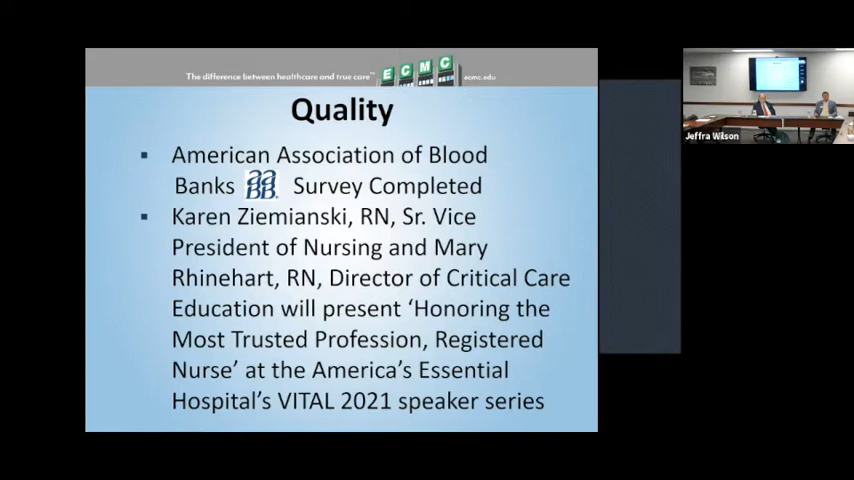 The difference between healthcare and true care™ ECMC ecmc.edu
Quality
▪ American Association of Blood
Banks aaBB® Survey Completed
▪ Karen Ziemianski, RN, Sr. Vice
President of Nursing and Mary
Rhinehart, RN, Director of Critical Care
Education will present ‘Honoring the
Most Trusted Profession, Registered
Nurse’ at the America’s Essential
Hospital’s VITAL 2021 speaker series
Jeffra Wilson